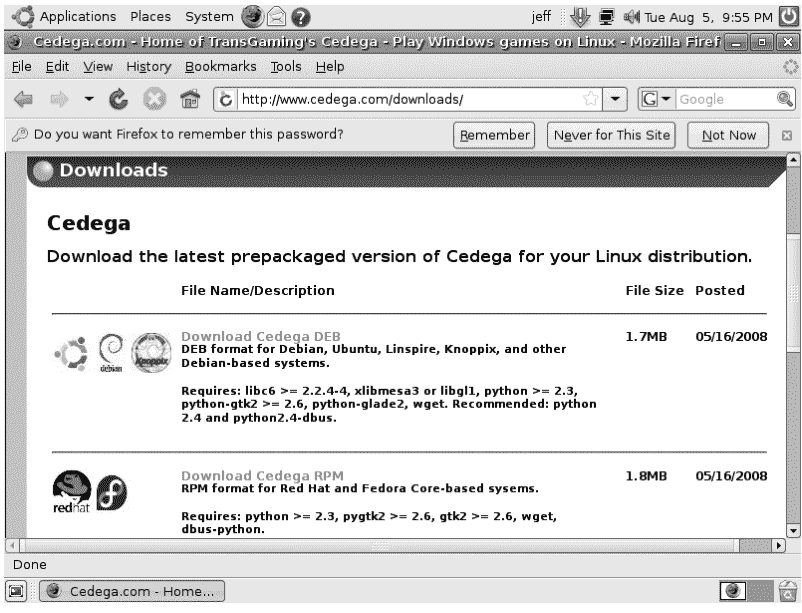 Applications Places System jeff Tue Aug 5, 9:55 PM
Cedega.com - Home of TransGaming's Cedega - Play Windows games on Linux - Mozilla Firef
File Edit View History Bookmarks Tools Help
http://www.cedega.com/downloads/ G Google
Do you want Firefox to remember this password? Remember Never for This Site Not Now
Downloads
Cedega
Download the latest prepackaged version of Cedega for your Linux distribution.
File Name/Description File Size Posted
Download Cedega DEB 1.7MB 05/16/2008
DEB format for Debian, Ubuntu, Linspire, Knoppix, and other
Debian-based systems.
debian Knoppix
Requires: libc6 >= 2.2.4-4, xlibmesa3 or libgl1, python >= 2.3,
python-gtk2 >= 2.6, python-glade2, wget. Recommended: python
2.4 and python2.4-dbus.
Download Cedega RPM 1.8MB 05/16/2008
RPM format for Red Hat and Fedora Core-based sysems.
redhat
Requires: python >= 2.3, pygtk2 >= 2.6, gtk2 >= 2.6, wget,
dbus-python.
Done
Cedega.com - Home...